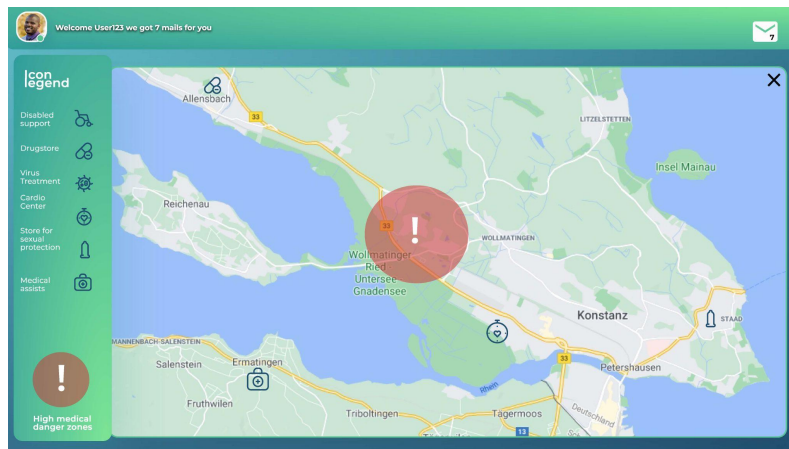 Welcome User123 we got 7 mails for you
7
Icon
legend
Disabled
support
Drugstore
Virus
Treatment
Cardio
Center
Store for
sexual
protection
Medical
assists
!
High medical
danger zones
Allensbach
33
LITZELSTETTEN
Insel Mainau
Reichenau
33
!
WOLLMATINGEN
Wollmatinger
Ried
Untersee
Gnadensee
Konstanz
STAAD
MANNENBACH-SALENSTEIN
Salenstein
Ermatingen
33
Petershausen
Rhein
Fruthwilen
Triboltingen
Tägermoos
Deutschland
13